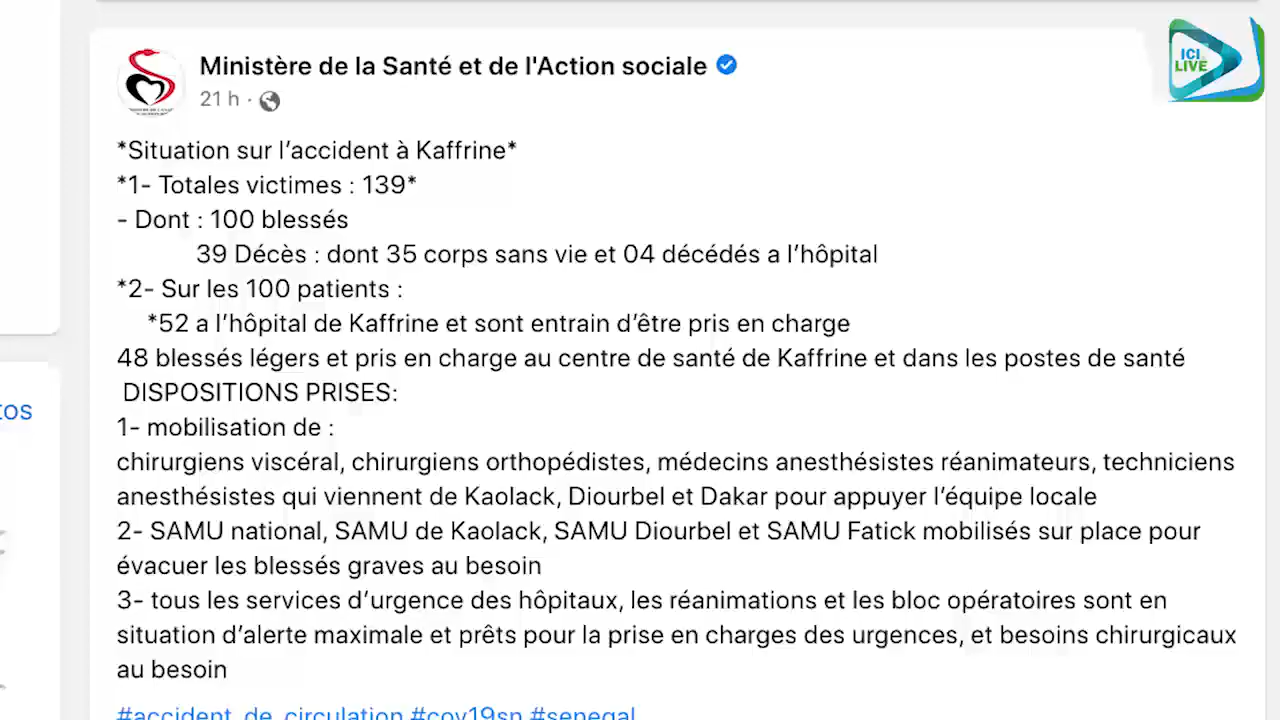 ICI
LIVE
Ministère de la Santé et de l'Action sociale
21 h ·
*Situation sur l’accident à Kaffrine*
*1- Totales victimes : 139*
- Dont : 100 blessés
39 Décès : dont 35 corps sans vie et 04 décédés a l’hôpital
*2- Sur les 100 patients :
*52 a l’hôpital de Kaffrine et sont entrain d’être pris en charge
48 blessés légers et pris en charge au centre de santé de Kaffrine et dans les postes de santé
DISPOSITIONS PRISES:
1- mobilisation de :
chirurgiens viscéral, chirurgiens orthopédistes, médecins anesthésistes réanimateurs, techniciens
anesthésistes qui viennent de Kaolack, Diourbel et Dakar pour appuyer l’équipe locale
2- SAMU national, SAMU de Kaolack, SAMU Diourbel et SAMU Fatick mobilisés sur place pour
évacuer les blessés graves au besoin
3- tous les services d’urgence des hôpitaux, les réanimations et les bloc opératoires sont en
situation d’alerte maximale et prêts pour la prise en charges des urgences, et besoins chirurgicaux
au besoin
#accident_de_circulation #cov19sn #senegal